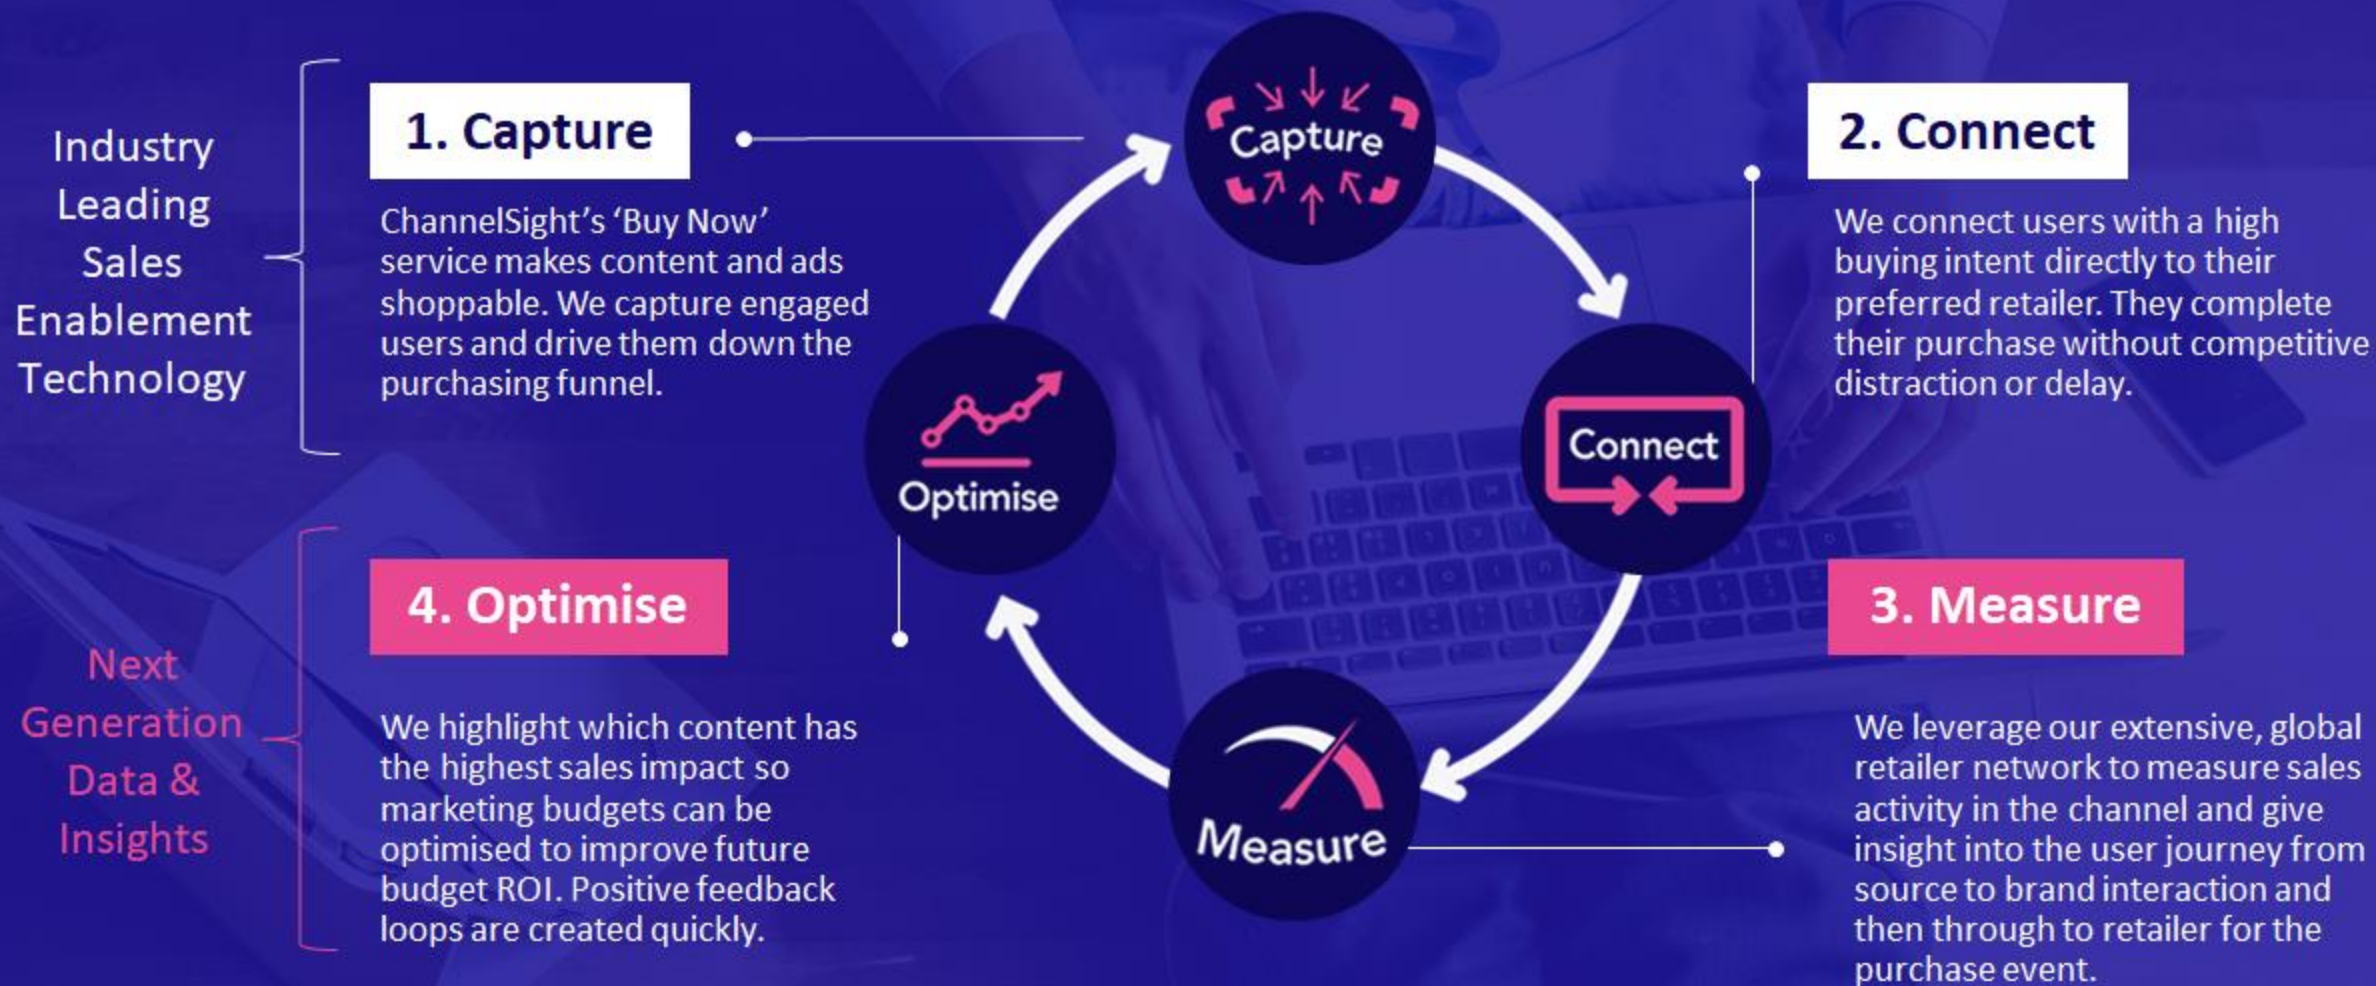 Industry
Leading
Sales
Enablement
Technology
1. Capture
ChannelSight's ‘Buy Now’
service makes content and ads
shoppable. We capture engaged
users and drive them down the
purchasing funnel.
Capture
2. Connect
We connect users with a high
buying intent directly to their
preferred retailer. They complete
their purchase without competitive
distraction or delay.
Connect
Optimise
Measure
3. Measure
We leverage our extensive, global
retailer network to measure sales
activity in the channel and give
insight into the user journey from
source to brand interaction and
then through to retailer for the
purchase event.
Next
Generation
Data &
Insights
4. Optimise
We highlight which content has
the highest sales impact so
marketing budgets can be
optimised to improve future
budget ROI. Positive feedback
loops are created quickly.